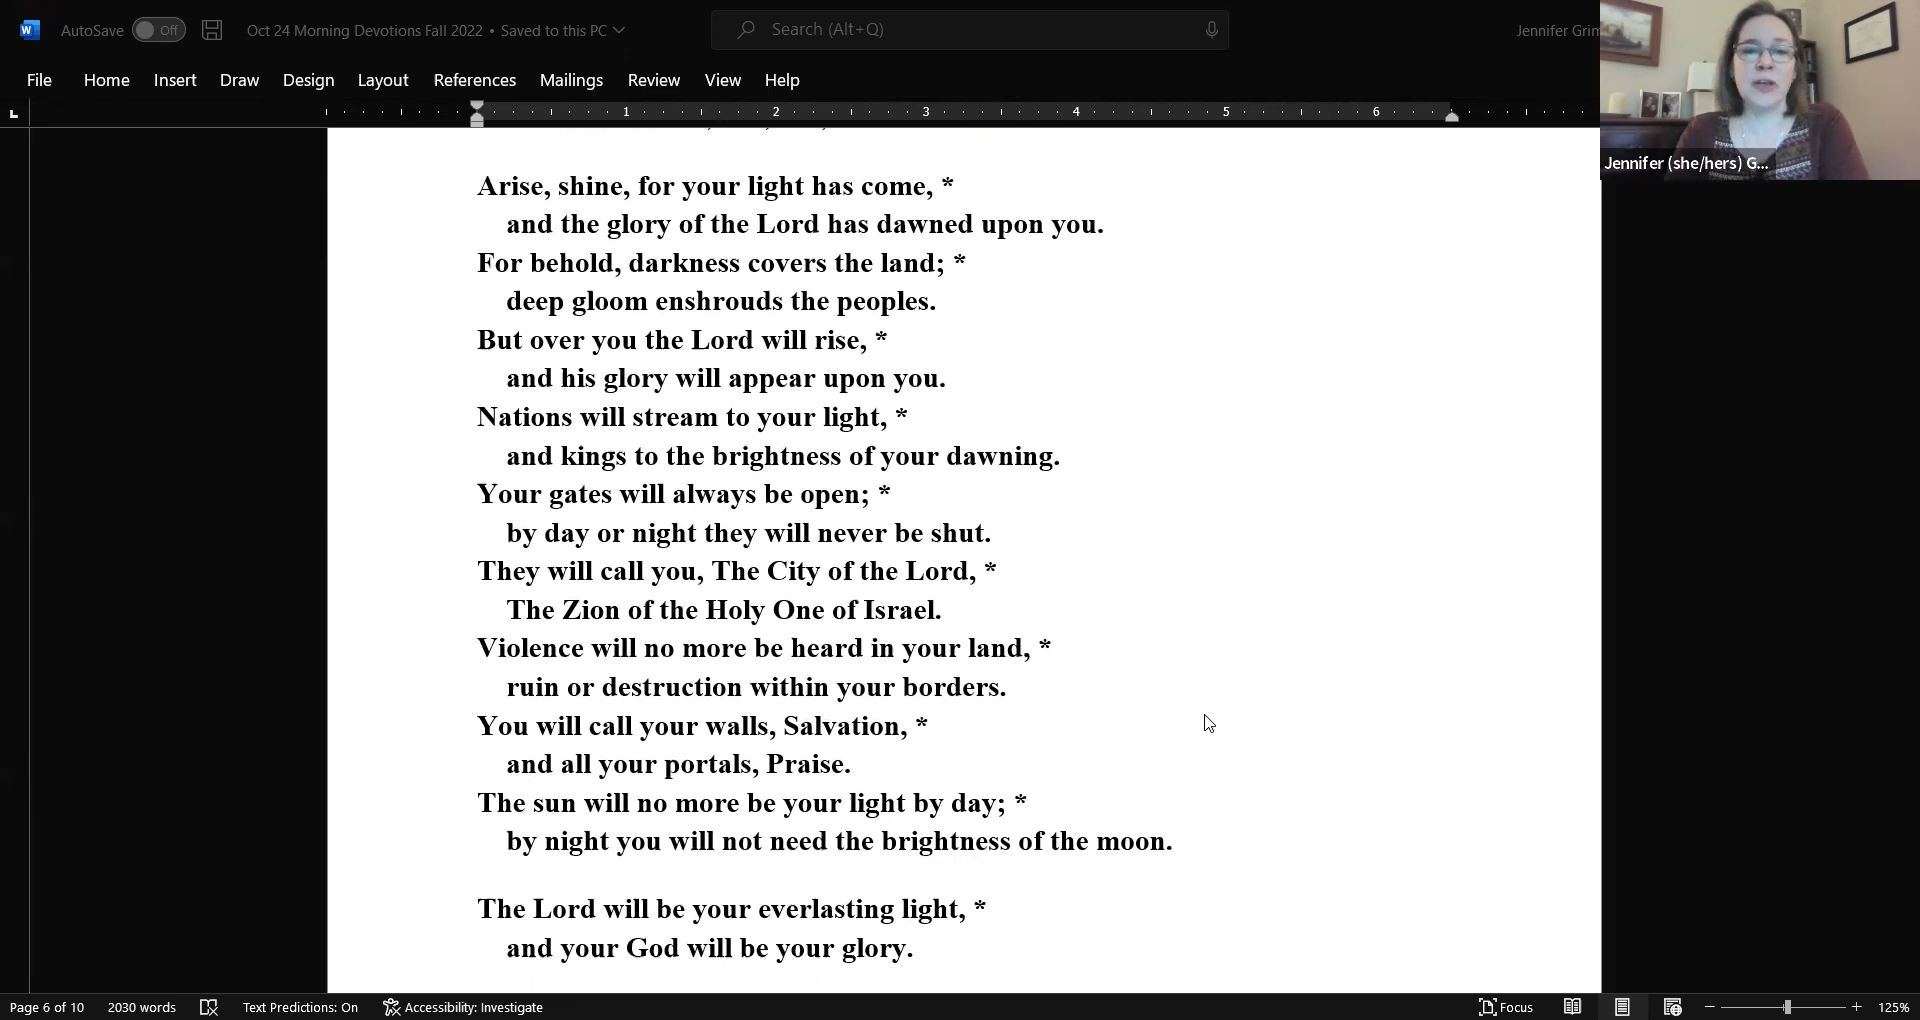 AutoSave Off Oct 24 Morning Devotions Fall 2022 • Saved to this PC Search (Alt+Q) Jennifer
File Home Insert Draw Design Layout References Mailings Review View Help
1 2 3 4 5 6
Jennifer (she/hers) G...
Arise, shine, for your light has come, *
and the glory of the Lord has dawned upon you.
For behold, darkness covers the land; *
deep gloom enshrouds the peoples.
But over you the Lord will rise, *
and his glory will appear upon you.
Nations will stream to your light, *
and kings to the brightness of your dawning.
Your gates will always be open; *
by day or night they will never be shut.
They will call you, The City of the Lord, *
The Zion of the Holy One of Israel.
Violence will no more be heard in your land, *
ruin or destruction within your borders.
You will call your walls, Salvation, *
and all your portals, Praise.
The sun will no more be your light by day; *
by night you will not need the brightness of the moon.
The Lord will be your everlasting light, *
and your God will be your glory.
Page 6 of 10 2030 words Text Predictions: On Accessibility: Investigate Focus 125%